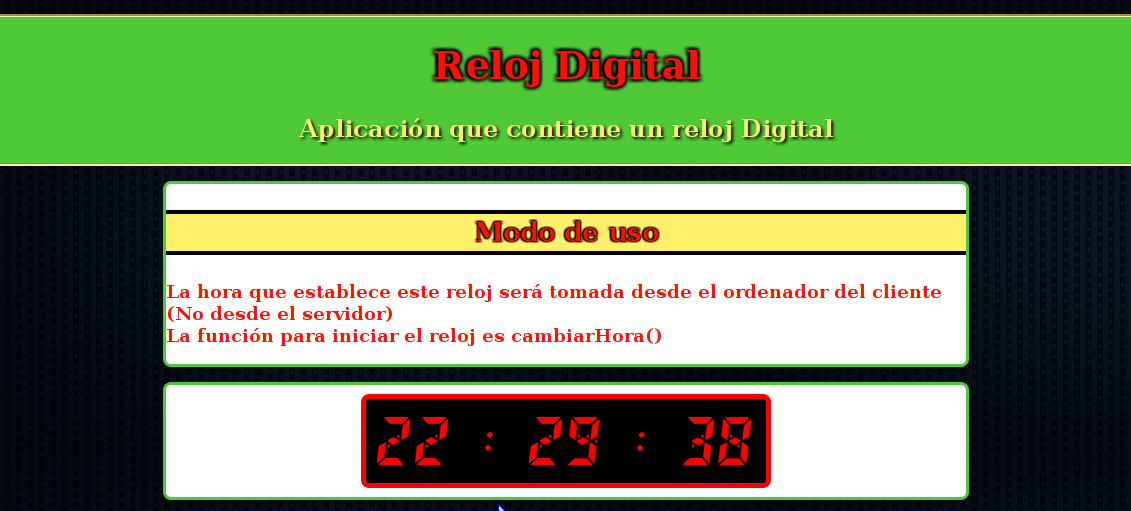 Reloj Digital
Aplicación que contiene un reloj Digital
Modo de uso
La hora que establece este reloj será tomada desde el ordenador del cliente
(No desde el servidor)
La función para iniciar el reloj es cambiarHora()
22 : 29 : 38